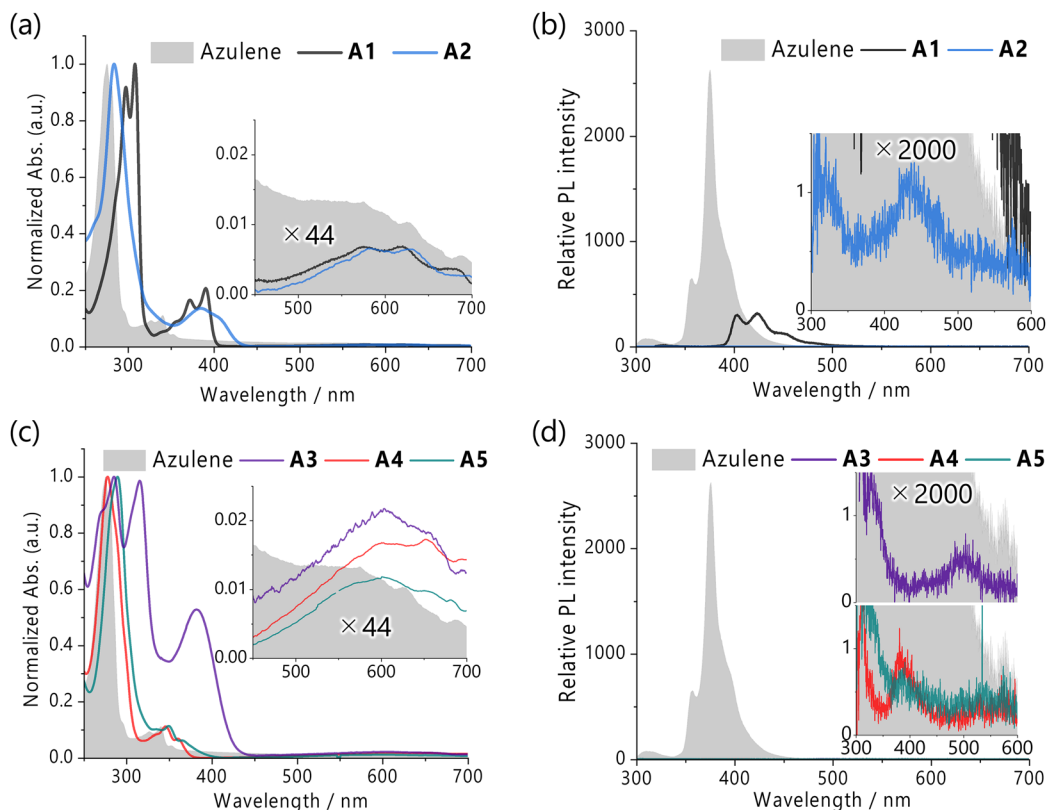 (a)
Azulene A1 A2
Normalized Abs. (a.u.)
1.0
0.8
0.6
0.4
0.2
0.0
0.02
0.01
0.00
× 44
500 600 700
300 400 500 600 700
Wavelength / nm
(b)
Azulene A1 A2
Relative PL intensity
3000
2500
2000
1000
300
0
× 2000
1
0
300 400 500 600
300 400 500 600 700
Wavelength / nm
(c)
Azulene A3 A4 A5
Normalized Abs. (a.u.)
1.0
0.8
0.6
0.4
0.2
0.0
0.02
0.01
0.00
× 44
500 600 700
300 400 500 600 700
Wavelength / nm
(d)
Azulene A3 A4 A5
Relative PL intensity
3000
2500
2000
1000
300
0
× 2000
1
0
1
0
300 400 500 600
300 400 500 600 700
Wavelength / nm